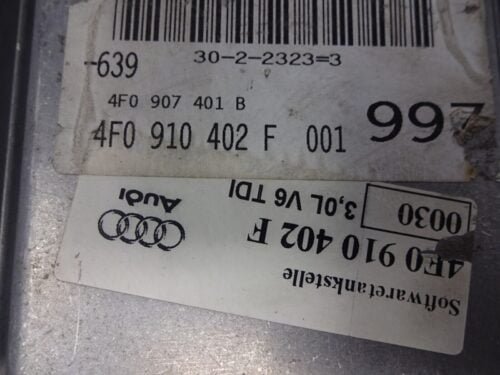 30-2-2323=3
-639
4F0 907 401 B
997
4F0 910 402 F 001
Softwaretankstelle
4F0 910 402 F
0030
3,0L V6 TDI
Audi